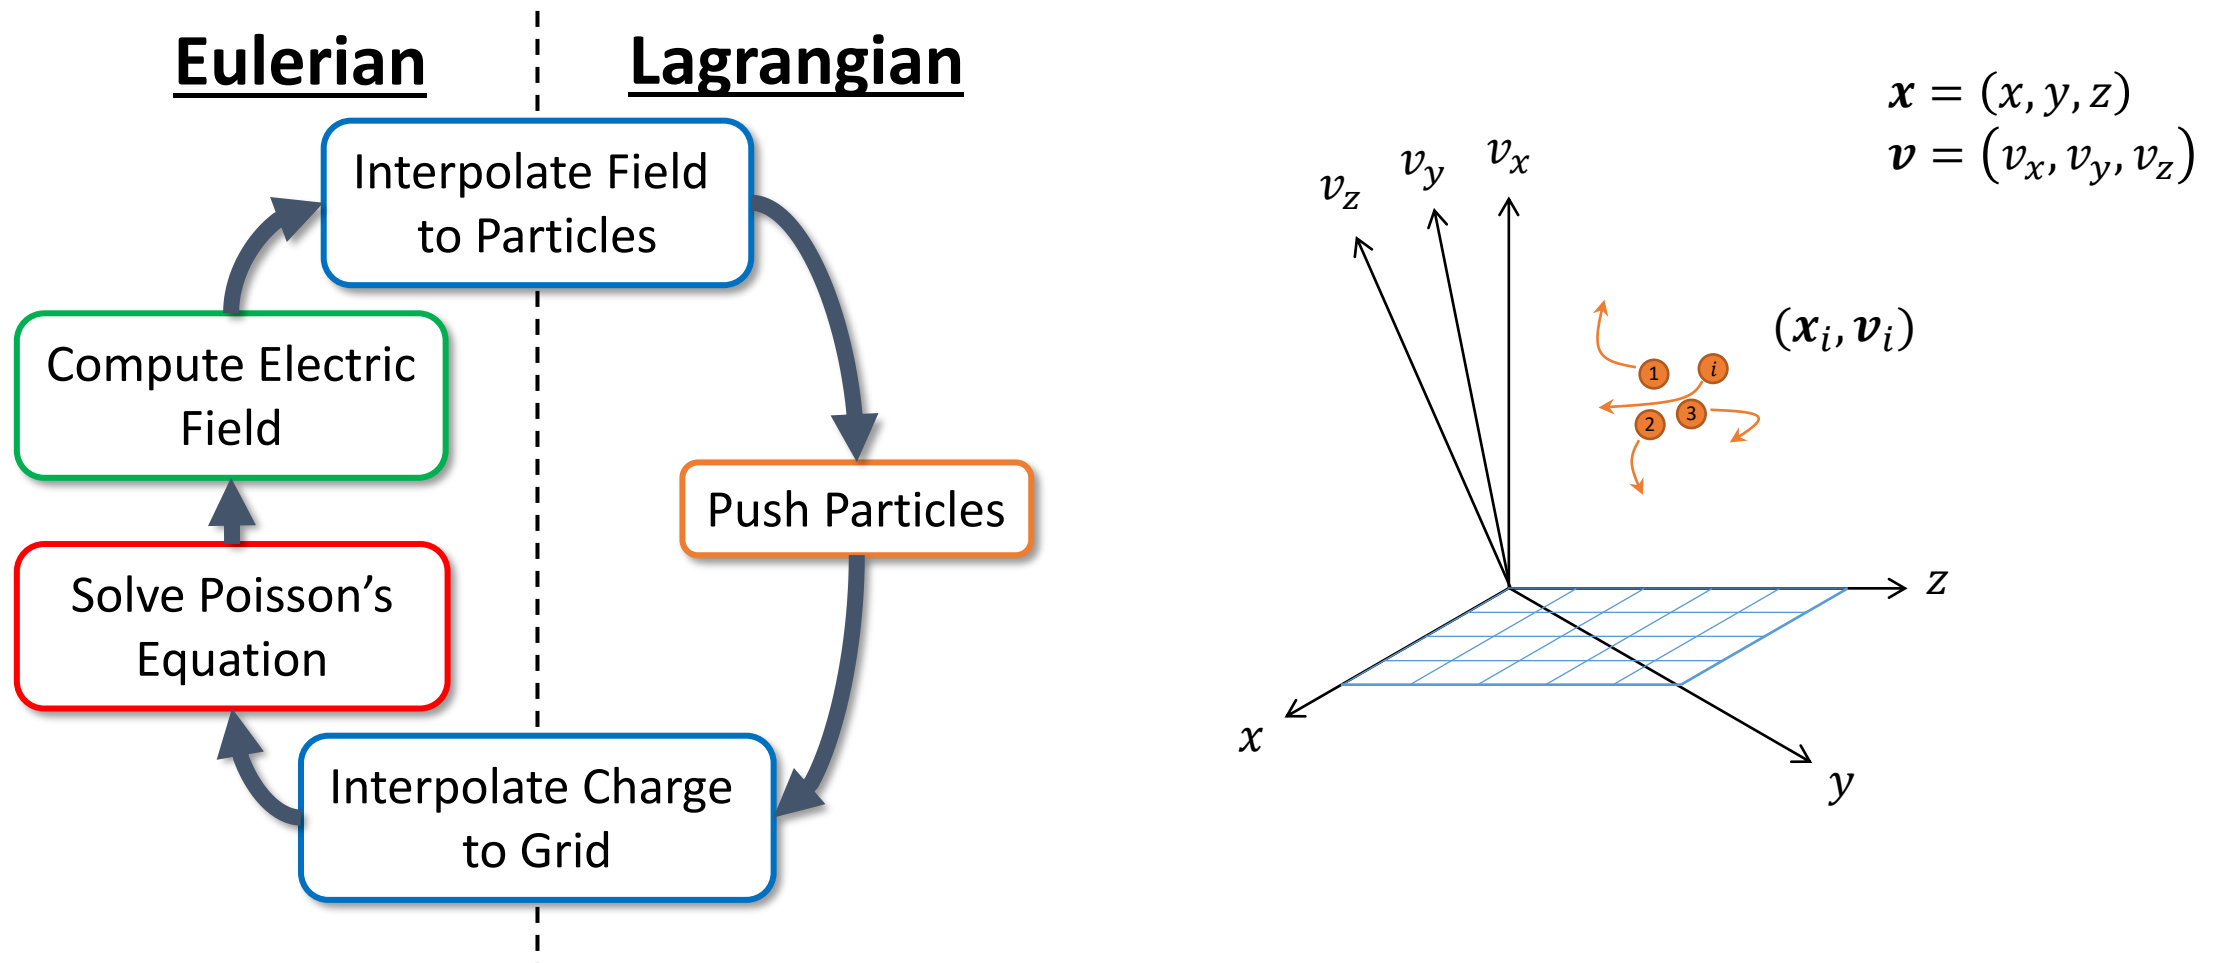 Eulerian
Lagrangian
Interpolate Field
to Particles
Compute Electric
Field
Push Particles
Solve Poisson’s
Equation
Interpolate Charge
to Grid
𝒙 = (x, y, z)
𝒗 = (v_x, v_y, v_z)
v_z
v_y
v_x
(𝒙_i, 𝒗_i)
1
i
2
3
z
x
y